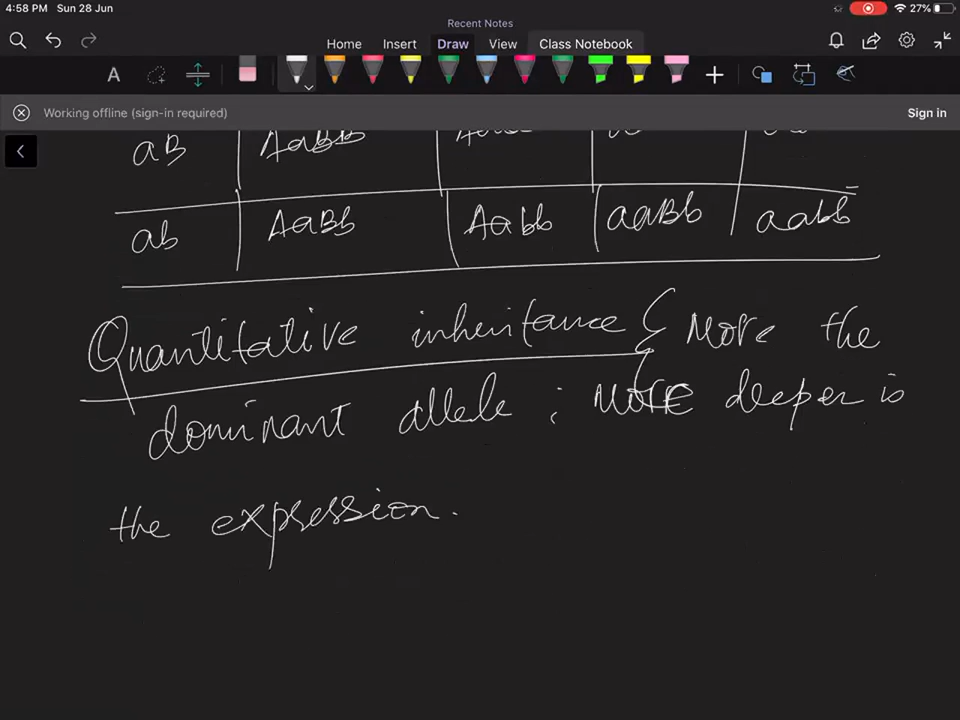 4:58 PM Sun 28 Jun
27%
Recent Notes
Home Insert Draw View Class Notebook
A
Working offline (sign-in required) Sign in
aB AaBB
ab AaBb Aabb aaBb aabb
Quantitative inheritance { More the
dominant allele ; more deeper is
the expression.